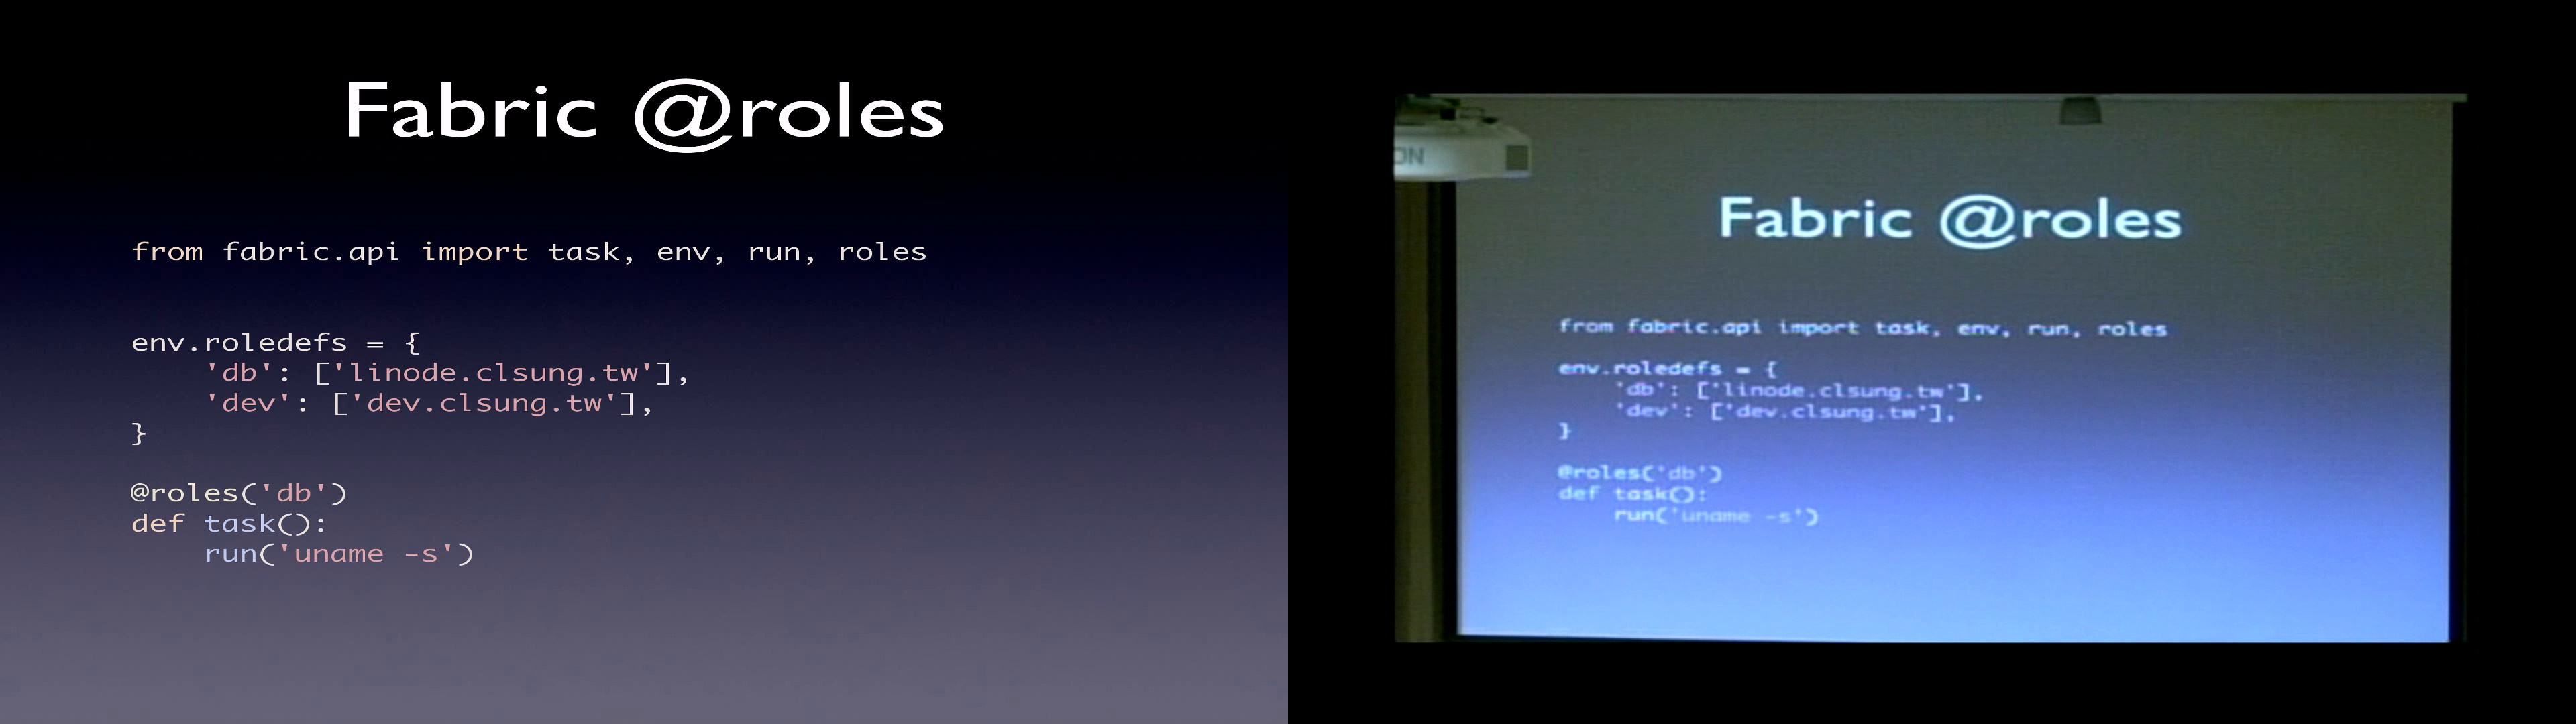 Fabric @roles
from fabric.api import task, env, run, roles
env.roledefs = {
    'db': ['linode.clsung.tw'],
    'dev': ['dev.clsung.tw'],
}
@roles('db')
def task():
    run('uname -s')
ON
Fabric @roles
from fabric.api import task, env, run, roles
env.roledefs = {
    'db': ['linode.clsung.tw'],
    'dev': ['dev.clsung.tw'],
}
@roles('db')
def task():
    run('uname -s')